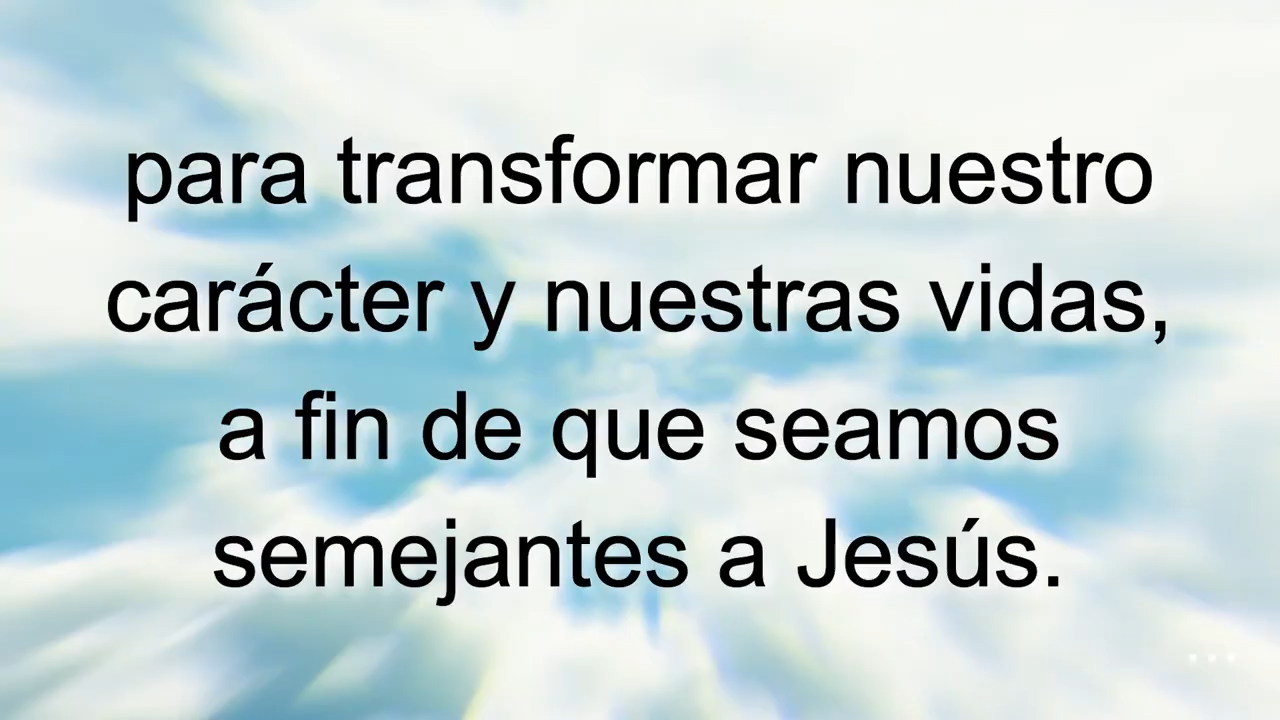 para transformar nuestro
carácter y nuestras vidas,
a fin de que seamos
semejantes a Jesús.